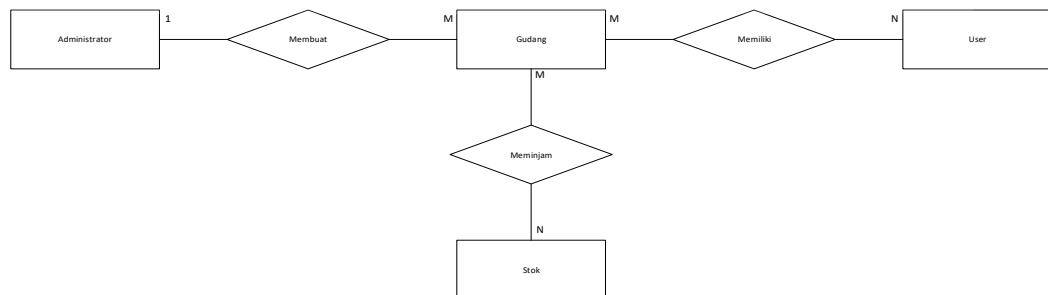 1 M M N
Administrator Membuat Gudang Memiliki User
M
Meminjam
N
Stok